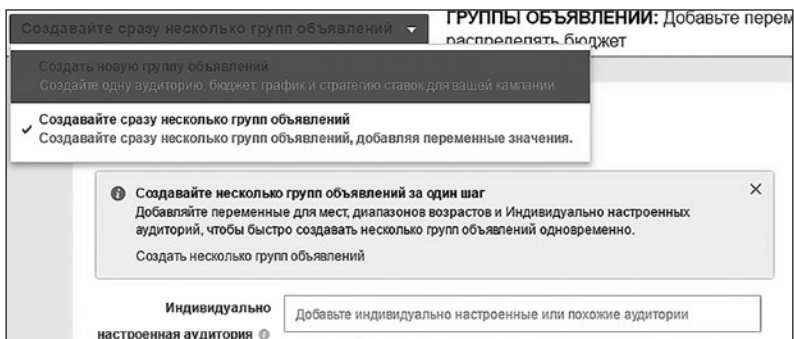 Создавайте сразу несколько групп объявлений
ГРУППЫ ОБЪЯВЛЕНИЙ: Добавьте перем
распределять бюджет
Создать новую группу объявлений
Создайте одну аудиторию, бюджет, график и стратегию ставок для вашей кампании
Создавайте сразу несколько групп объявлений
Создавайте сразу несколько групп объявлений, добавляя переменные значения.
Создавайте несколько групп объявлений за один шаг
Добавляйте переменные для мест, диапазонов возрастов и Индивидуально настроенных
аудиторий, чтобы быстро создавать несколько групп объявлений одновременно.
Создать несколько групп объявлений
Индивидуально
настроенная аудитория
Добавьте индивидуально настроенные или похожие аудитории